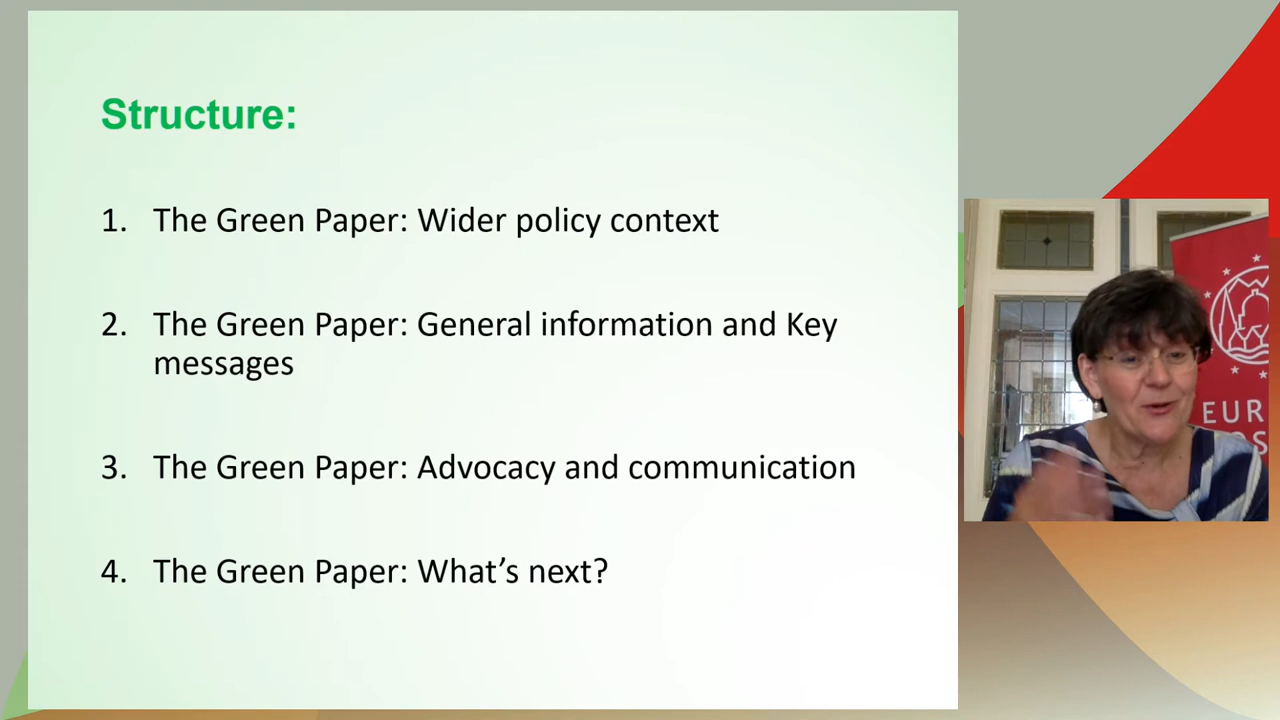 Structure:
1. The Green Paper: Wider policy context
2. The Green Paper: General information and Key
messages
3. The Green Paper: Advocacy and communication
4. The Green Paper: What's next?
EUR